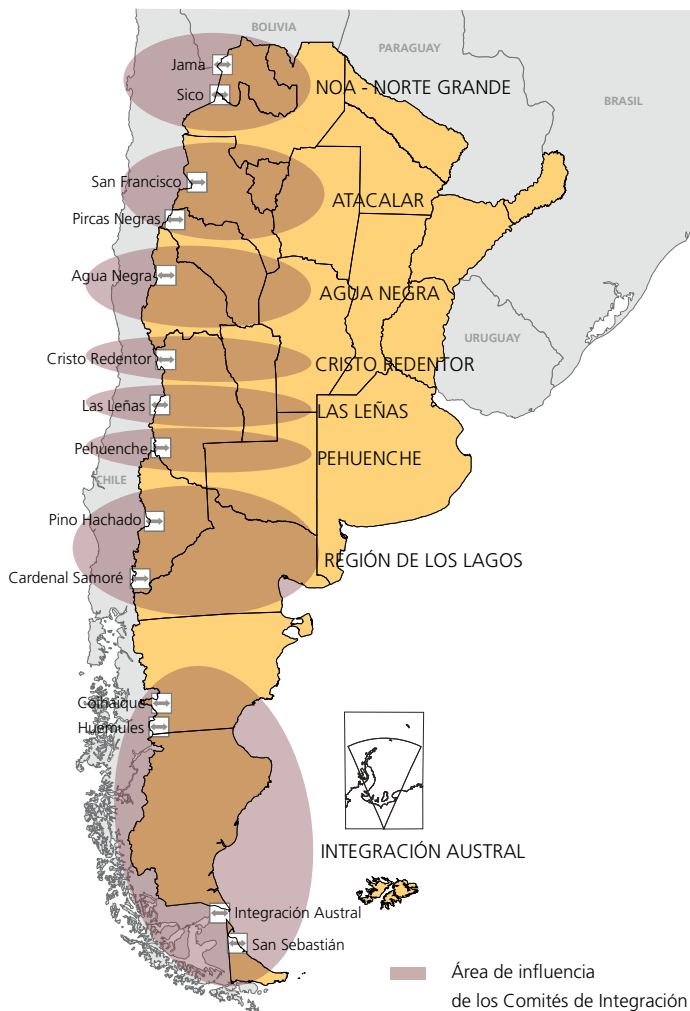 BOLIVIA
PARAGUAY
BRASIL
Jama
Sico
NOA - NORTE GRANDE
San Francisco
ATACALAR
Pircas Negras
Agua Negra
AGUA NEGRA
URUGUAY
Cristo Redentor
CRISTO REDENTOR
Las Leñas
LAS LEÑAS
Pehuenche
PEHUENCHE
CHILE
Pino Hachado
REGIÓN DE LOS LAGOS
Cardenal Samoré
Coihaique
Huemules
INTEGRACIÓN AUSTRAL
Integración Austral
San Sebastián
Área de influencia
de los Comités de Integración